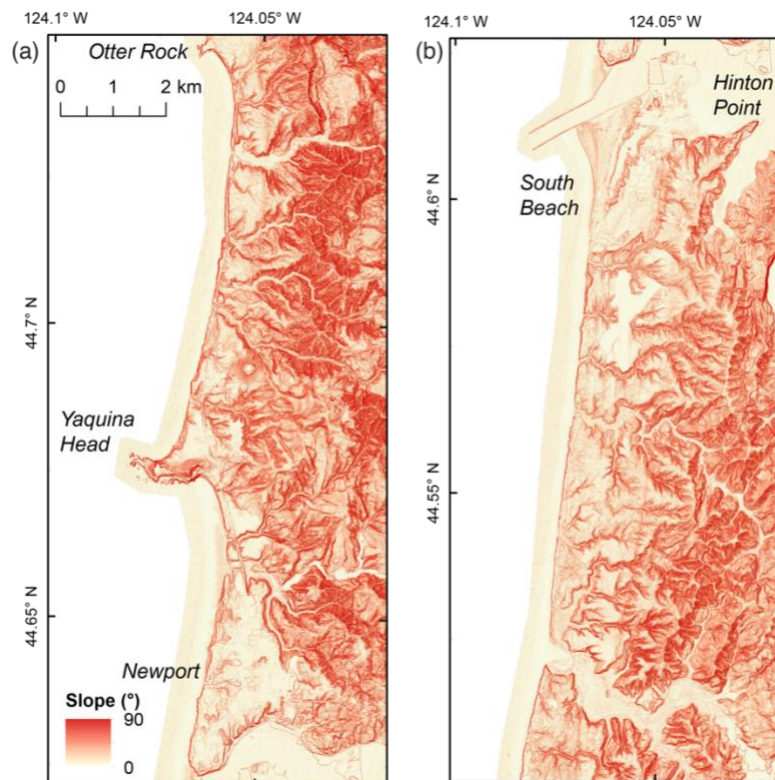 124.1° W
124.05° W
(a)
Otter Rock
0 1 2 km
44.7° N
Yaquina
Head
44.65° N
Newport
Slope (°)
90
0
124.1° W
124.05° W
(b)
Hinton
Point
South
Beach
44.6° N
44.55° N